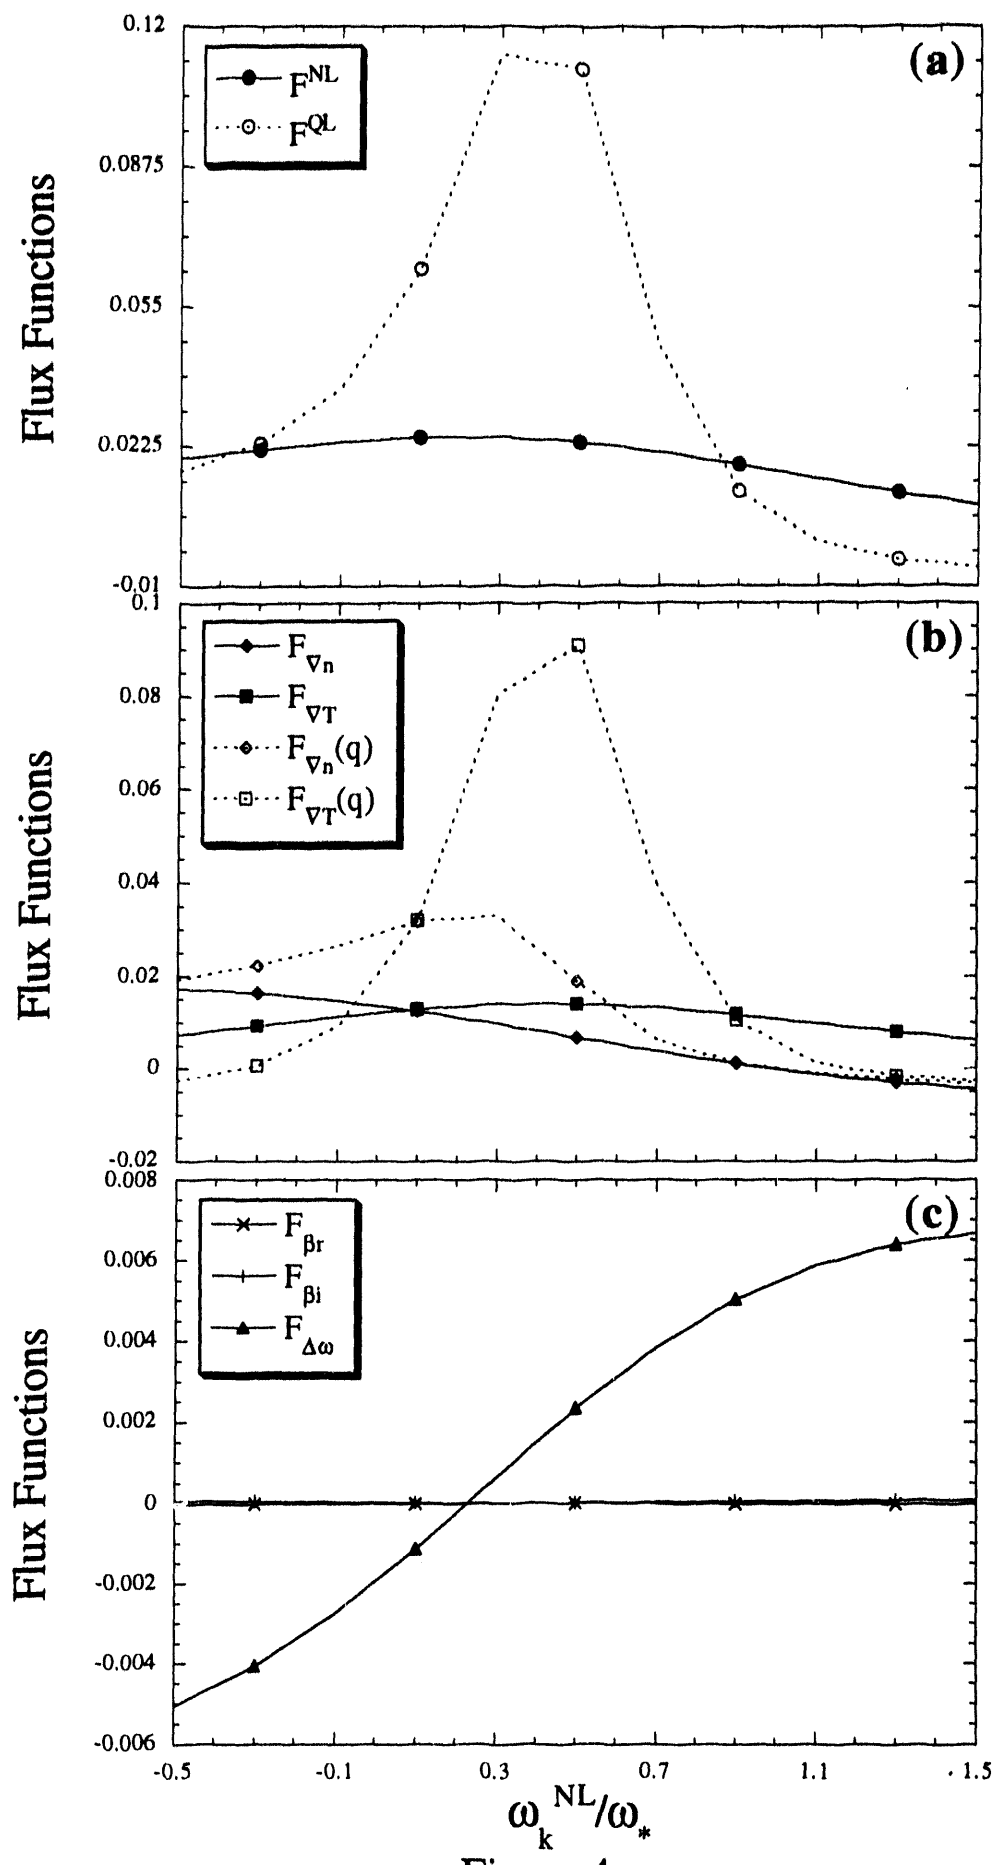 0.12
(a)
F^NL
F^QL
0.0875
Flux Functions
0.055
0.0225
-0.01
0.1
(b)
F_∇n
F_∇T
F_∇n(q)
F_∇T(q)
0.08
0.06
Flux Functions
0.04
0.02
0
-0.02
0.008
(c)
F_βr
F_βi
F_Δω
0.006
0.004
Flux Functions
0.002
0
-0.002
-0.004
-0.006
-0.5 -0.1 0.3 0.7 1.1 1.5
ω_k^NL/ω_*